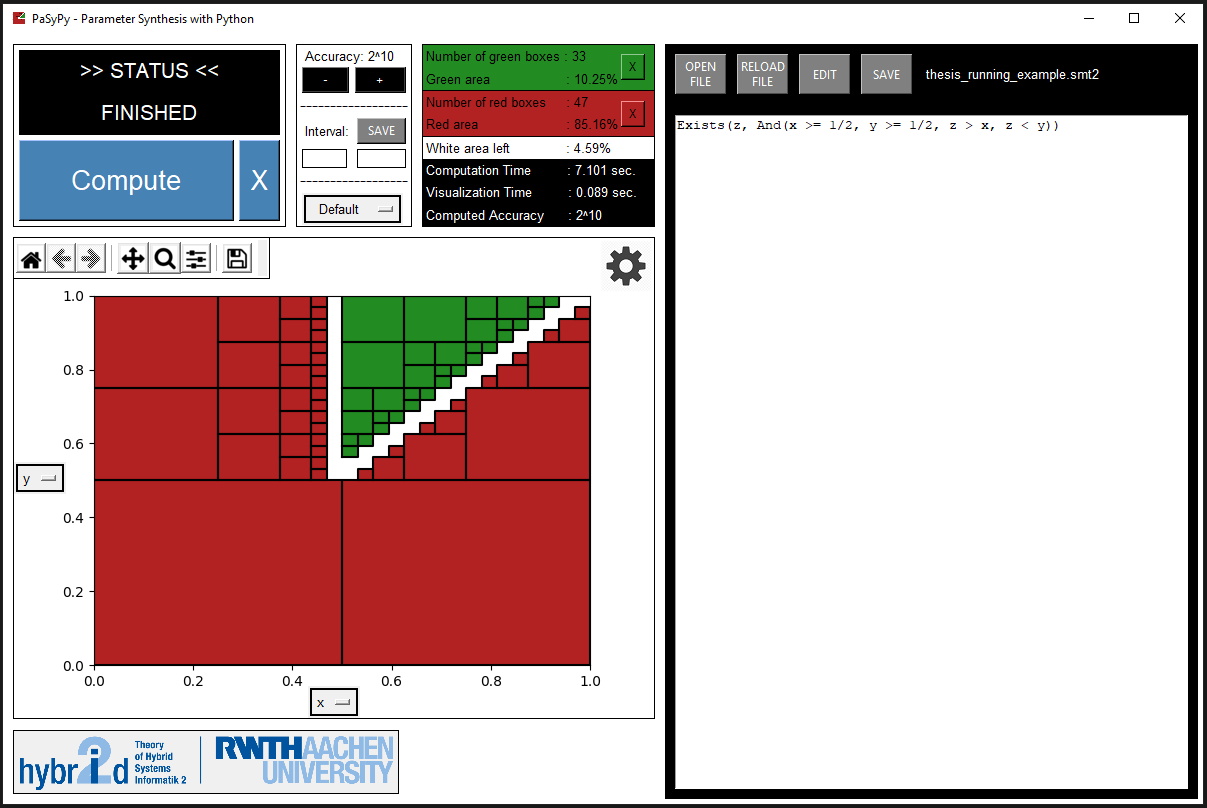 PaSyPy - Parameter Synthesis with Python
>> STATUS <<
FINISHED
Compute
X
Accuracy: 2^10
-
+
Interval:
SAVE
Default
Number of green boxes : 33
Green area : 10.25%
X
Number of red boxes : 47
Red area : 85.16%
X
White area left : 4.59%
Computation Time : 7.101 sec.
Visualization Time : 0.089 sec.
Computed Accuracy : 2^10
OPEN FILE
RELOAD FILE
EDIT
SAVE
thesis_running_example.smt2
Exists(z, And(x >= 1/2, y >= 1/2, z > x, z < y))
1.0
0.8
0.6
y
0.4
0.2
0.0
0.0 0.2 0.4 0.6 0.8 1.0
x
hybrid
2
Theory
of Hybrid
Systems
Informatik 2
RWTHAACHEN
UNIVERSITY